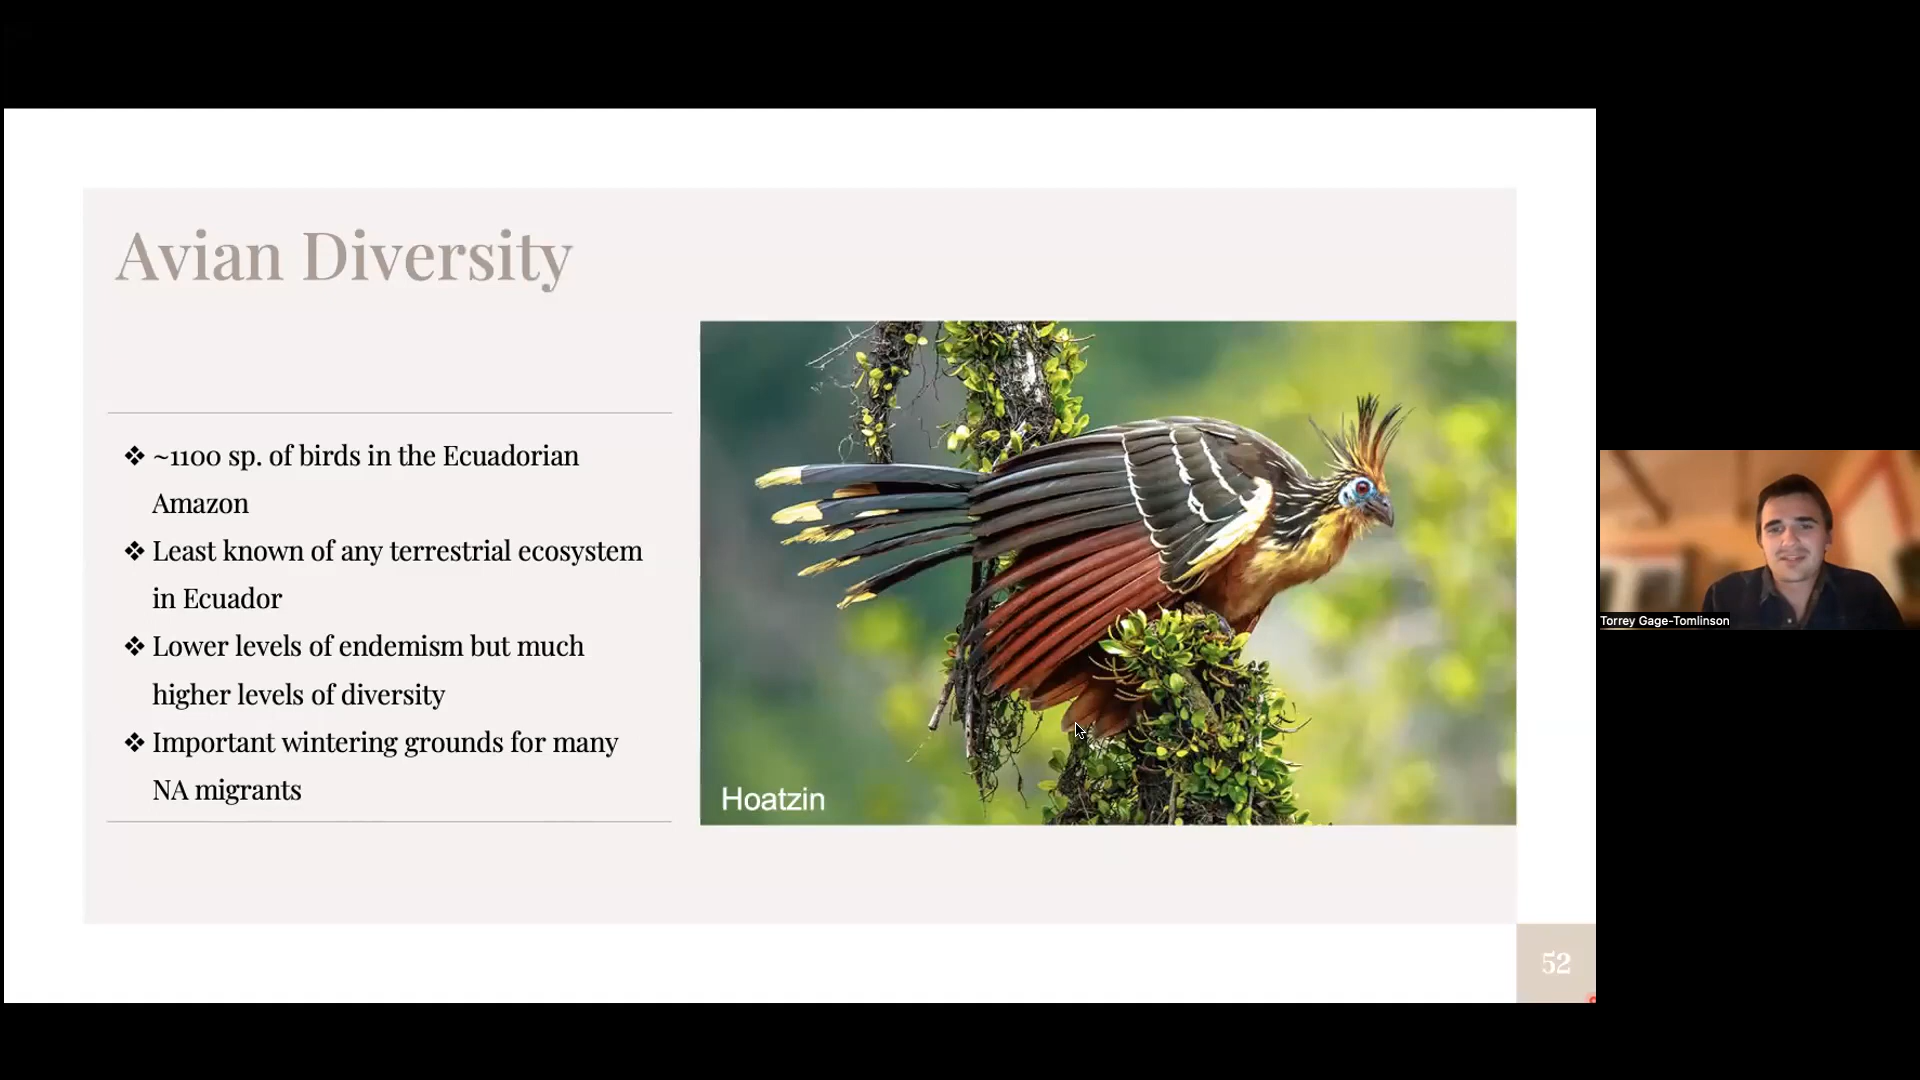 Avian Diversity
❖ ~1100 sp. of birds in the Ecuadorian
Amazon
❖ Least known of any terrestrial ecosystem
in Ecuador
❖ Lower levels of endemism but much
higher levels of diversity
❖ Important wintering grounds for many
NA migrants
Hoatzin
52
Torrey Gage-Tomlinson